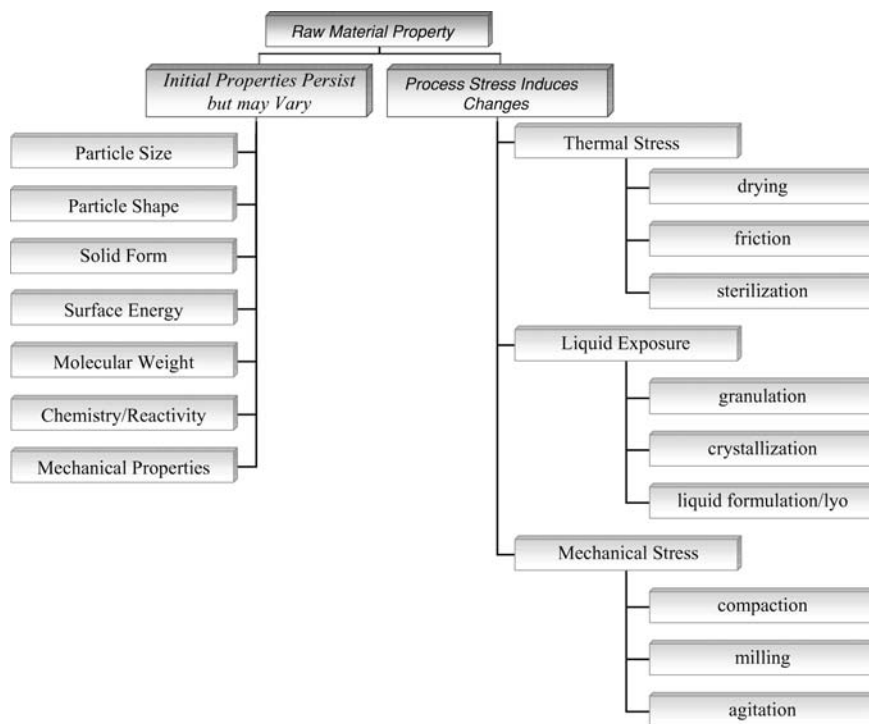 Raw Material Property
Initial Properties Persist
but may Vary
Particle Size
Particle Shape
Solid Form
Surface Energy
Molecular Weight
Chemistry/Reactivity
Mechanical Properties
Process Stress Induces
Changes
Thermal Stress
drying
friction
sterilization
Liquid Exposure
granulation
crystallization
liquid formulation/lyo
Mechanical Stress
compaction
milling
agitation